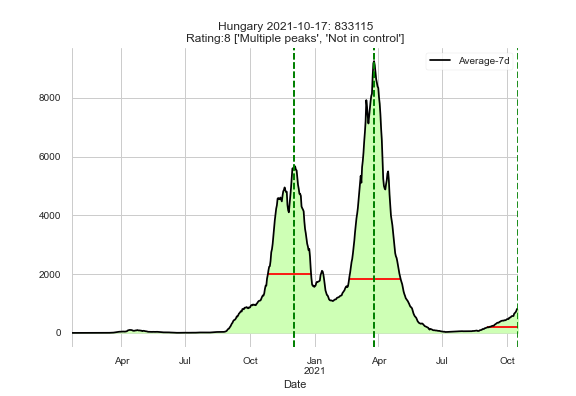 Hungary 2021-10-17: 833115
Rating:8 ['Multiple peaks', 'Not in control']
Average-7d
8000
6000
4000
2000
0
Apr
Jul
Oct
Jan
2021
Apr
Jul
Oct
Date